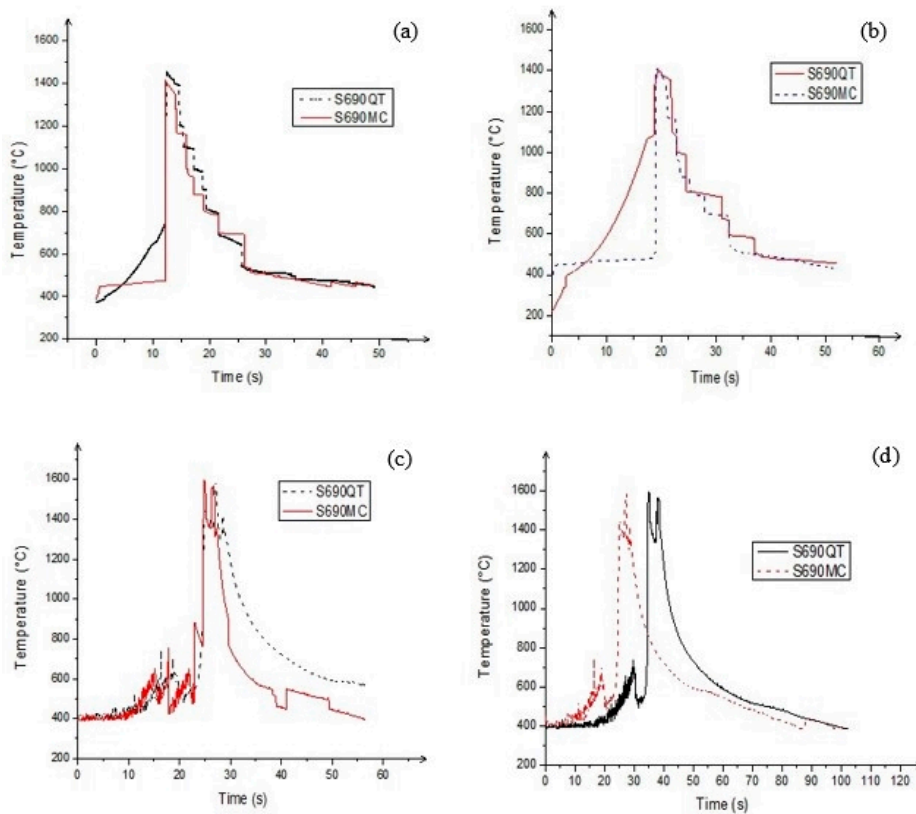 (a)
1600
1400
1200
1000
800
600
400
200
Temperature (°C)
S690QT
S690MC
0 10 20 30 40 50
Time (s)
(b)
1600
1400
1200
1000
800
600
400
200
Temperature (°C)
S690QT
S690MC
0 10 20 30 40 50 60
Time (s)
(c)
1600
1400
1200
1000
800
600
400
200
Temperature (°C)
S690QT
S690MC
0 10 20 30 40 50 60
Time (s)
(d)
1600
1400
1200
1000
800
600
400
200
Temperature (°C)
S690QT
S690MC
0 10 20 30 40 50 60 70 80 90 100 110 120
Time (s)